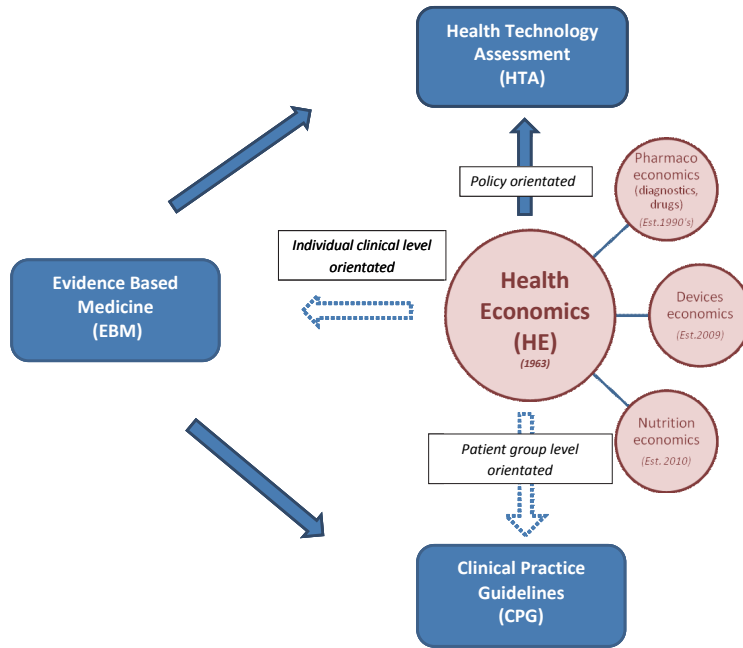 Health Technology
Assessment
(HTA)
Pharmaco
economics
(diagnostics,
drugs)
(Est.1990's)
Policy orientated
Individual clinical level
orientated
Evidence Based
Medicine
(EBM)
Health
Economics
(HE)
(1963)
Devices
economics
(Est.2009)
Nutrition
economics
(Est. 2010)
Patient group level
orientated
Clinical Practice
Guidelines
(CPG)